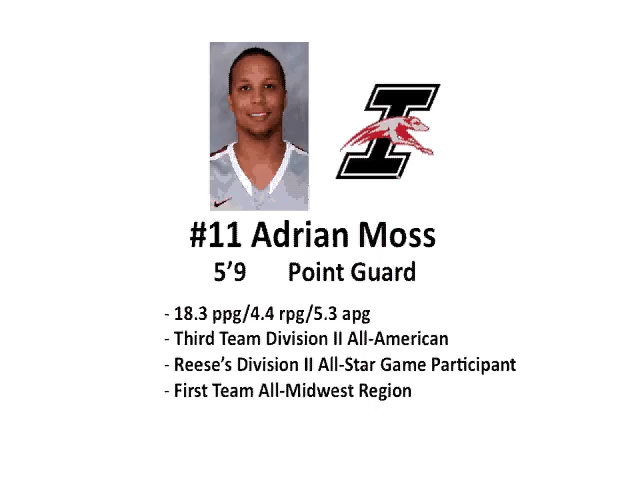 I
#11 Adrian Moss
5’9 Point Guard
- 18.3 ppg/4.4 rpg/5.3 apg
- Third Team Division II All-American
- Reese’s Division II All-Star Game Participant
- First Team All-Midwest Region